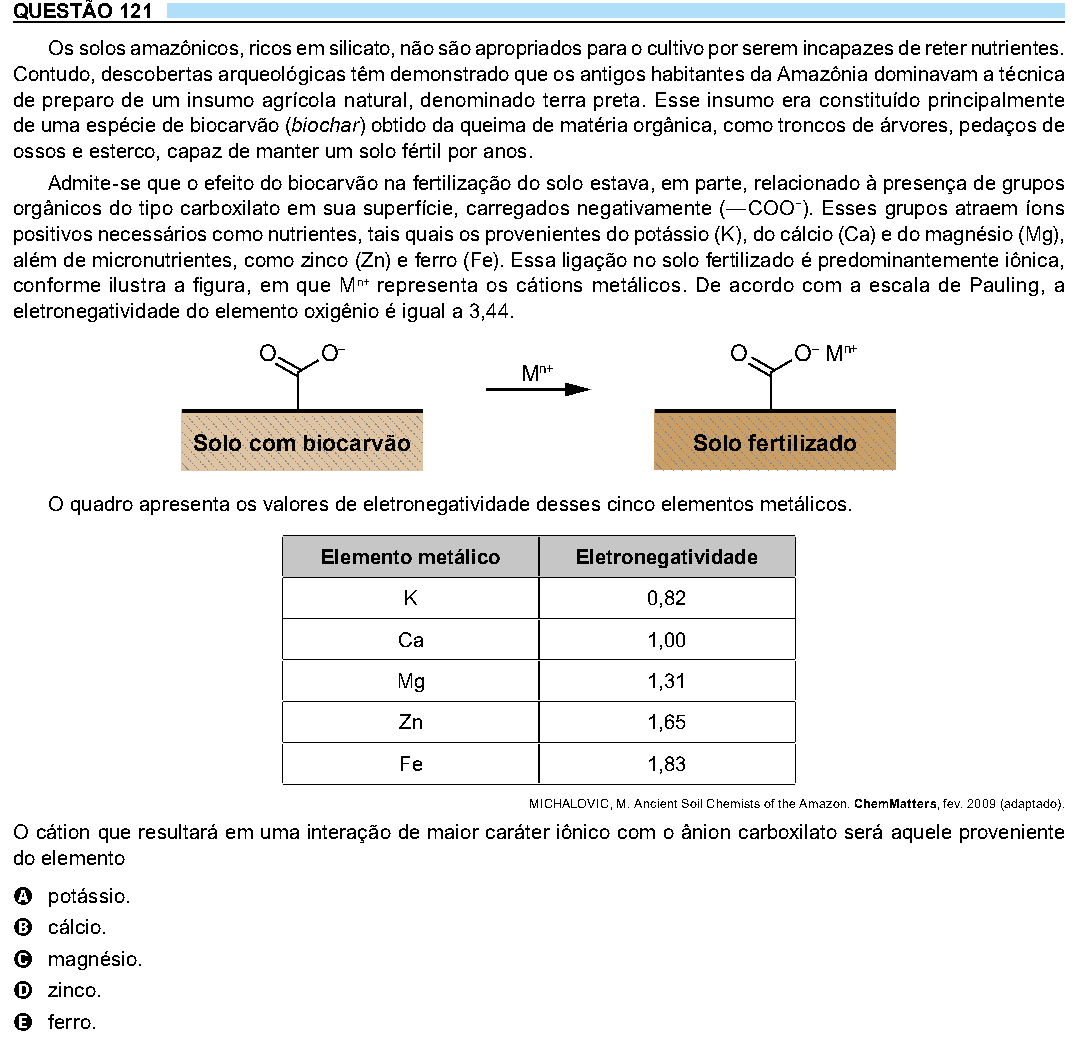 QUESTÃO 121
Os solos amazônicos, ricos em silicato, não são apropriados para o cultivo por serem incapazes de reter nutrientes.
Contudo, descobertas arqueológicas têm demonstrado que os antigos habitantes da Amazônia dominavam a técnica
de preparo de um insumo agrícola natural, denominado terra preta. Esse insumo era constituído principalmente
de uma espécie de biocarvão (biochar) obtido da queima de matéria orgânica, como troncos de árvores, pedaços de
ossos e esterco, capaz de manter um solo fértil por anos.
Admite-se que o efeito do biocarvão na fertilização do solo estava, em parte, relacionado à presença de grupos
orgânicos do tipo carboxilato em sua superfície, carregados negativamente (—COO⁻). Esses grupos atraem íons
positivos necessários como nutrientes, tais quais os provenientes do potássio (K), do cálcio (Ca) e do magnésio (Mg),
além de micronutrientes, como zinco (Zn) e ferro (Fe). Essa ligação no solo fertilizado é predominantemente iônica,
conforme ilustra a figura, em que Mⁿ⁺ representa os cátions metálicos. De acordo com a escala de Pauling, a
eletronegatividade do elemento oxigênio é igual a 3,44.
O O⁻ Mⁿ⁺ O O⁻ Mⁿ⁺
Solo com biocarvão Solo fertilizado
O quadro apresenta os valores de eletronegatividade desses cinco elementos metálicos.
Elemento metálico Eletronegatividade
K 0,82
Ca 1,00
Mg 1,31
Zn 1,65
Fe 1,83
MICHALOVIC, M. Ancient Soil Chemists of the Amazon. ChemMatters, fev. 2009 (adaptado).
O cátion que resultará em uma interação de maior caráter iônico com o ânion carboxilato será aquele proveniente
do elemento
A potássio.
B cálcio.
C magnésio.
D zinco.
E ferro.